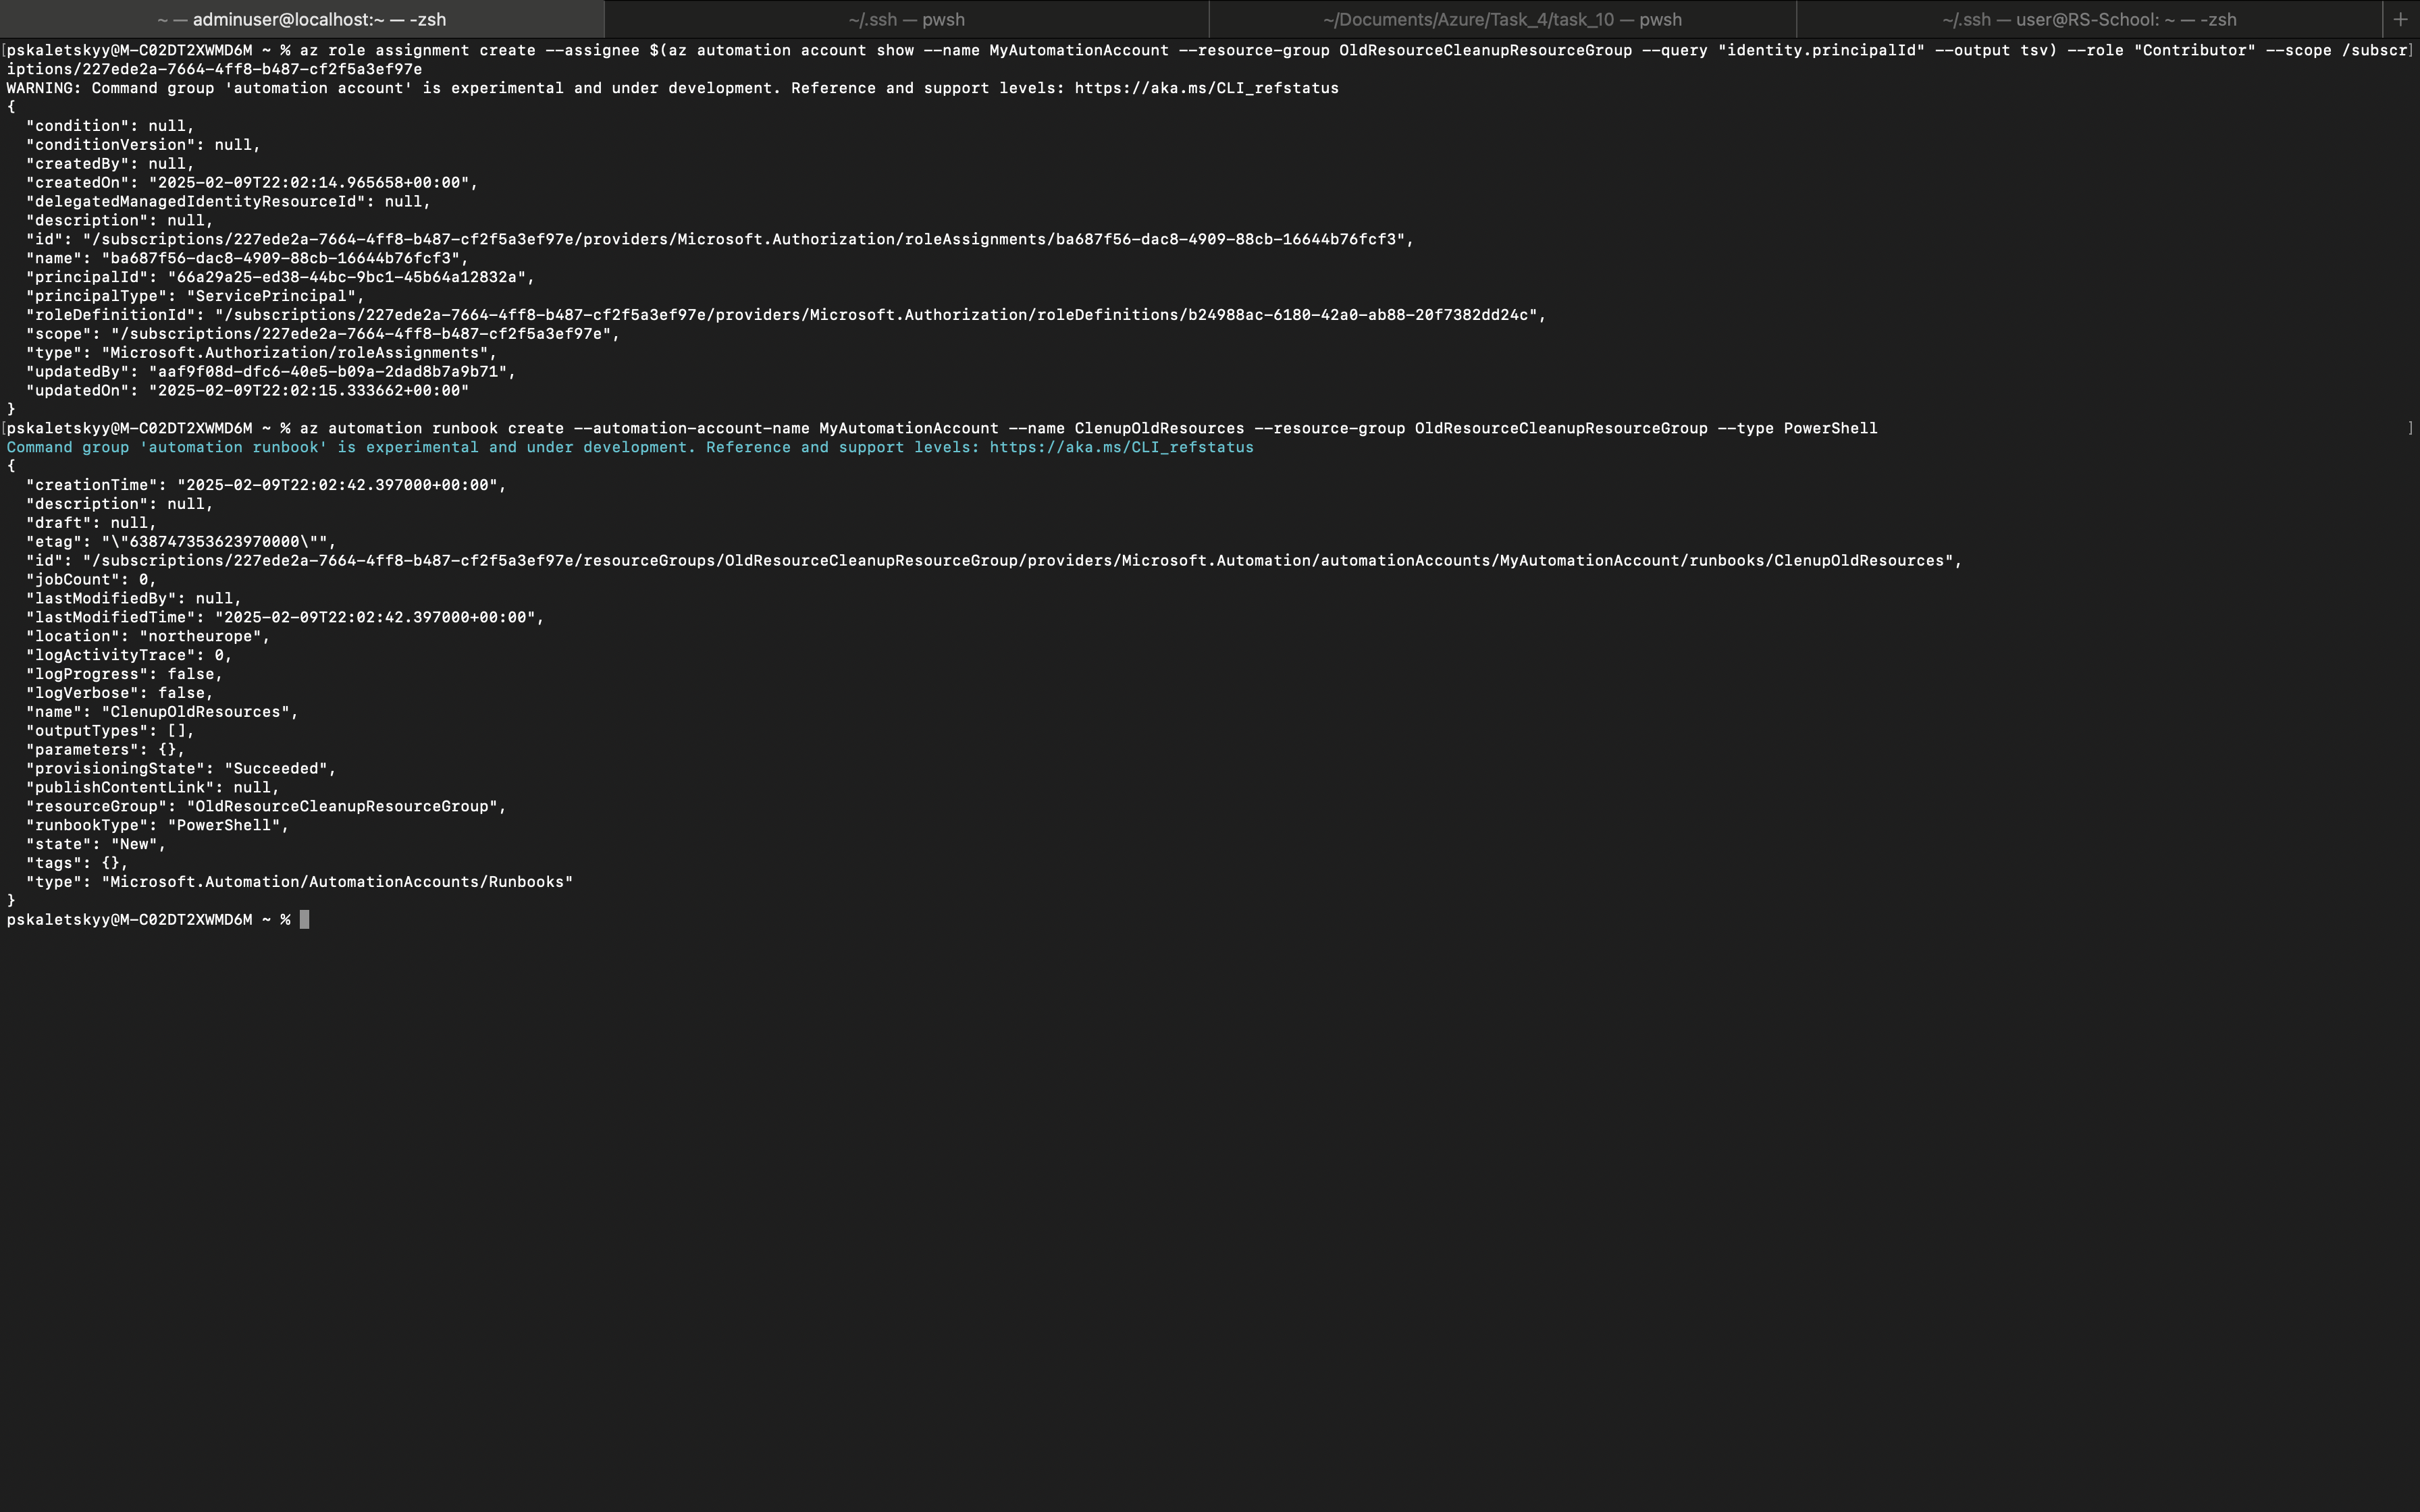 ~ — adminuser@localhost:~ — -zsh
~/.ssh — pwsh
~/Documents/Azure/Task_4/task_10 — pwsh
~/.ssh — user@RS-School: ~ — -zsh
+
[pskaletskyy@M-C02DT2XWMD6M ~ % az role assignment create --assignee $(az automation account show --name MyAutomationAccount --resource-group OldResourceCleanupResourceGroup --query "identity.principalId" --output tsv) --role "Contributor" --scope /subscr]
iptions/227ede2a-7664-4ff8-b487-cf2f5a3ef97e
WARNING: Command group 'automation account' is experimental and under development. Reference and support levels: https://aka.ms/CLI_refstatus
{
  "condition": null,
  "conditionVersion": null,
  "createdBy": null,
  "createdOn": "2025-02-09T22:02:14.965658+00:00",
  "delegatedManagedIdentityResourceId": null,
  "description": null,
  "id": "/subscriptions/227ede2a-7664-4ff8-b487-cf2f5a3ef97e/providers/Microsoft.Authorization/roleAssignments/ba687f56-dac8-4909-88cb-16644b76fcf3",
  "name": "ba687f56-dac8-4909-88cb-16644b76fcf3",
  "principalId": "66a29a25-ed38-44bc-9bc1-45b64a12832a",
  "principalType": "ServicePrincipal",
  "roleDefinitionId": "/subscriptions/227ede2a-7664-4ff8-b487-cf2f5a3ef97e/providers/Microsoft.Authorization/roleDefinitions/b24988ac-6180-42a0-ab88-20f7382dd24c",
  "scope": "/subscriptions/227ede2a-7664-4ff8-b487-cf2f5a3ef97e",
  "type": "Microsoft.Authorization/roleAssignments",
  "updatedBy": "aaf9f08d-dfc6-40e5-b09a-2dad8b7a9b71",
  "updatedOn": "2025-02-09T22:02:15.333662+00:00"
}
[pskaletskyy@M-C02DT2XWMD6M ~ % az automation runbook create --automation-account-name MyAutomationAccount --name ClenupOldResources --resource-group OldResourceCleanupResourceGroup --type PowerShell ]
Command group 'automation runbook' is experimental and under development. Reference and support levels: https://aka.ms/CLI_refstatus
{
  "creationTime": "2025-02-09T22:02:42.397000+00:00",
  "description": null,
  "draft": null,
  "etag": "\"638747353623970000\"",
  "id": "/subscriptions/227ede2a-7664-4ff8-b487-cf2f5a3ef97e/resourceGroups/OldResourceCleanupResourceGroup/providers/Microsoft.Automation/automationAccounts/MyAutomationAccount/runbooks/ClenupOldResources",
  "jobCount": 0,
  "lastModifiedBy": null,
  "lastModifiedTime": "2025-02-09T22:02:42.397000+00:00",
  "location": "northeurope",
  "logActivityTrace": 0,
  "logProgress": false,
  "logVerbose": false,
  "name": "ClenupOldResources",
  "outputTypes": [],
  "parameters": {},
  "provisioningState": "Succeeded",
  "publishContentLink": null,
  "resourceGroup": "OldResourceCleanupResourceGroup",
  "runbookType": "PowerShell",
  "state": "New",
  "tags": {},
  "type": "Microsoft.Automation/AutomationAccounts/Runbooks"
}
pskaletskyy@M-C02DT2XWMD6M ~ %